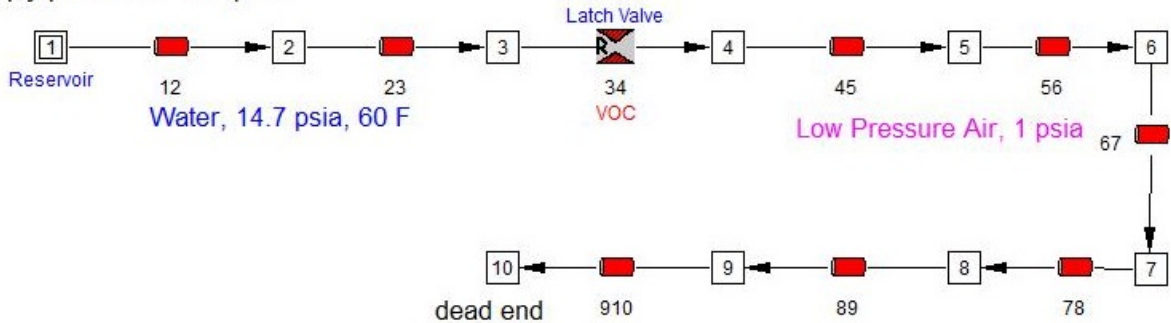 Latch Valve
1 2 3 R 4 5 6
Reservoir 12 23 34 45 56
VOC
Water, 14.7 psia, 60 F
Low Pressure Air, 1 psia 67
10 9 8 7
dead end 910 89 78